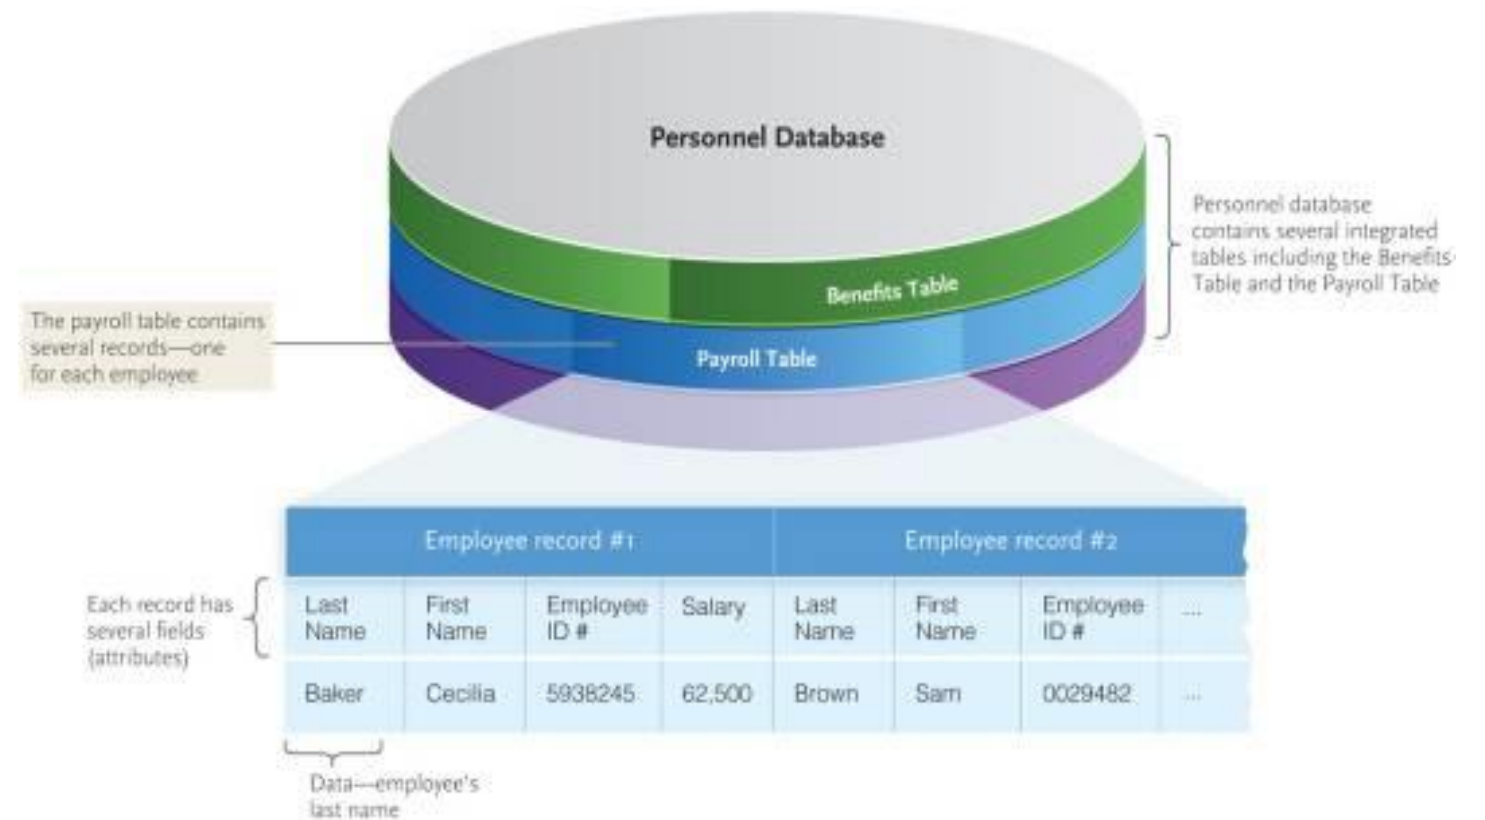 Personnel Database
Personnel database
contains several integrated
tables including the Benefits
Table and the Payroll Table
Benefits Table
The payroll table contains
several records—one
for each employee
Payroll Table
Employee record #1 Employee record #2
Each record has
several fields
(attributes)
Last Name First Name Employee ID # Salary Last Name First Name Employee ID # ...
Baker Cecilia 5938245 62,500 Brown Sam 0029482 ...
Data—employee's
last name